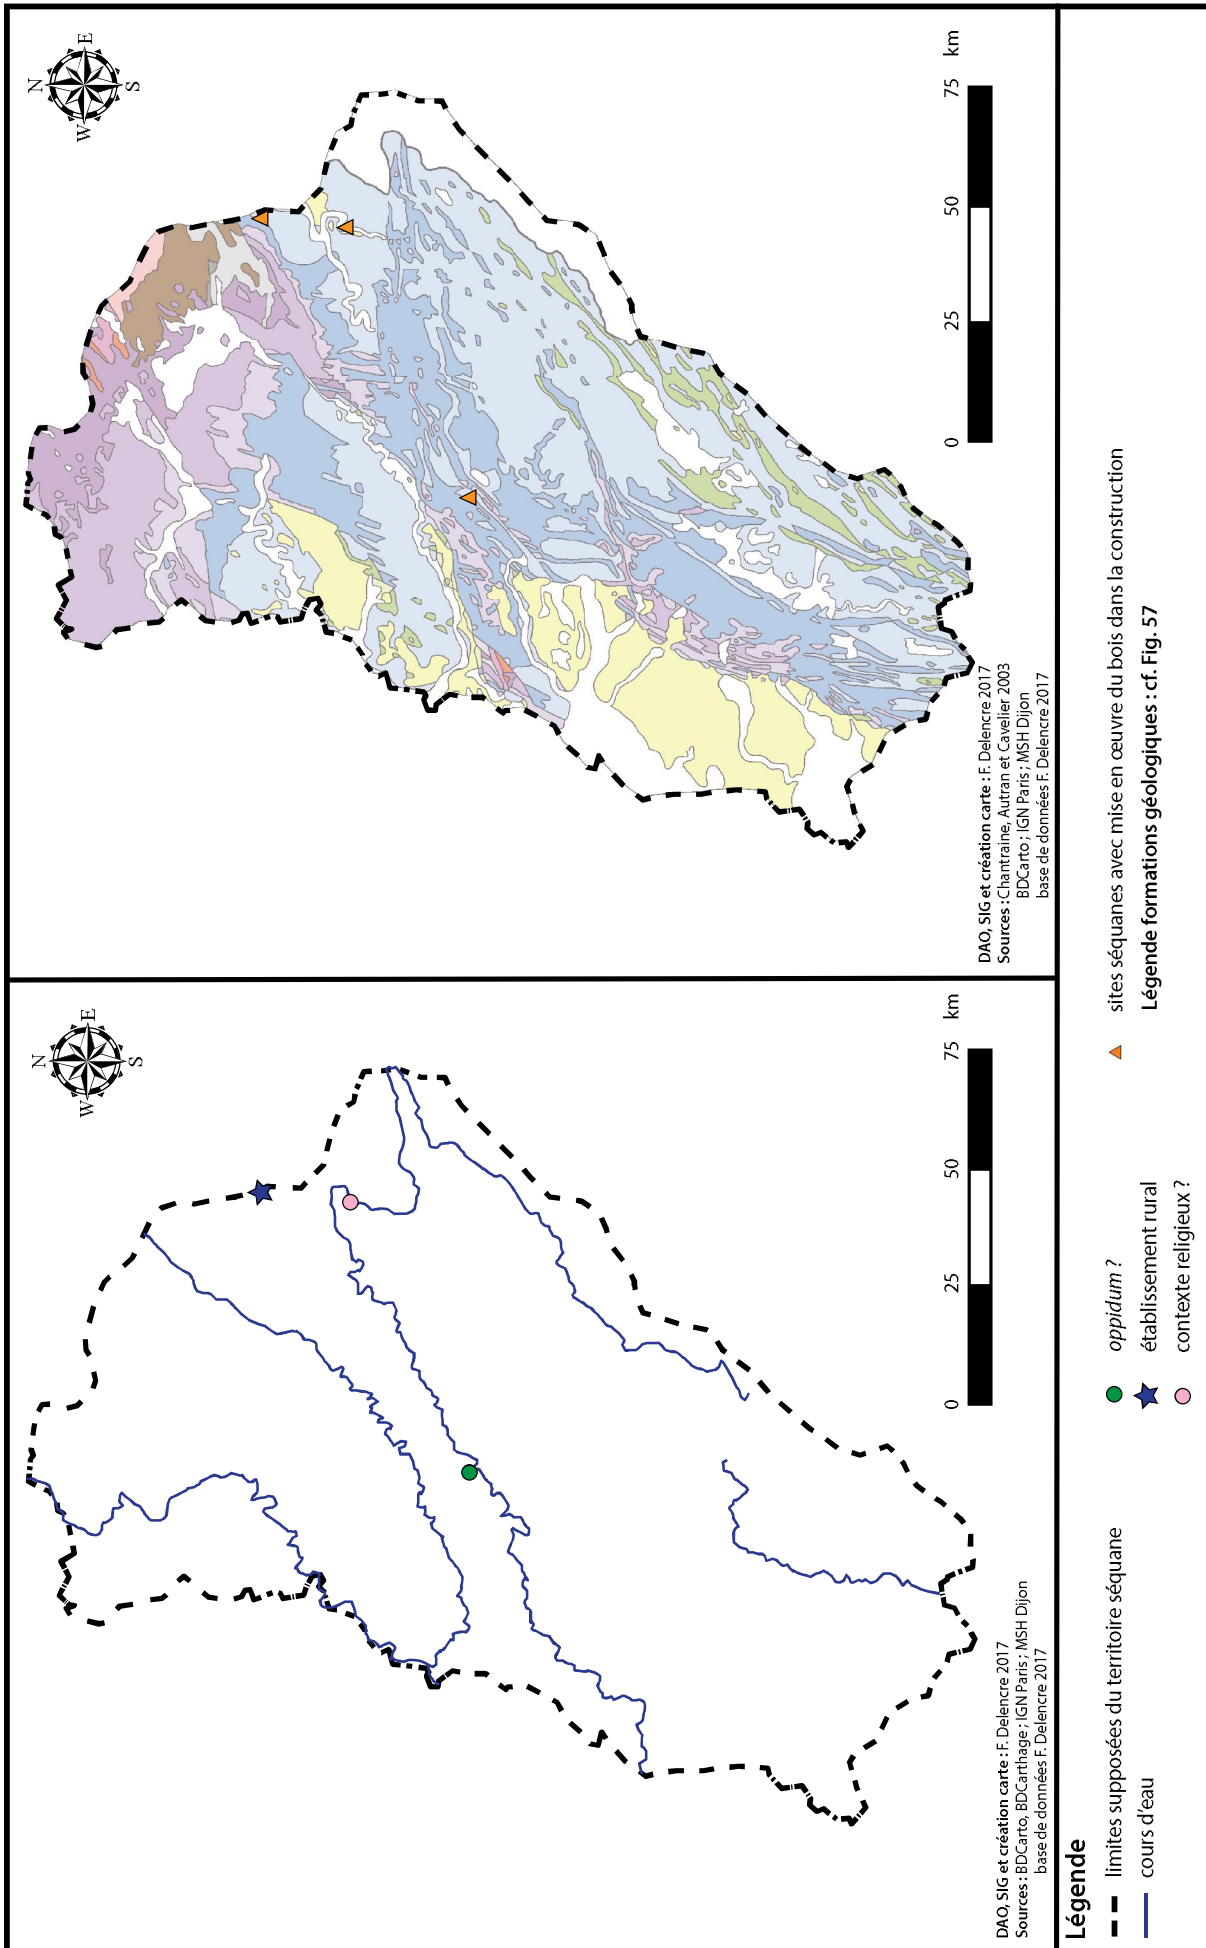 N
E
S
W
km
0
25
50
75
DAO, SIG et création carte : F. Delencre 2017
Sources : BDCarto, BDCarthage ; IGN Paris ; MSH Dijon
base de données F. Delencre 2017
N
E
S
W
km
0
25
50
75
DAO, SIG et création carte : F. Delencre 2017
Sources : Chantraine, Autran et Cavelier 2003
BDCarto ; IGN Paris ; MSH Dijon
base de données F. Delencre 2017
Légende
limites supposées du territoire séquane
cours d'eau
oppidum ?
établissement rural
contexte religieux ?
sites séquanes avec mise en œuvre du bois dans la construction
Légende formations géologiques : cf. Fig. 57